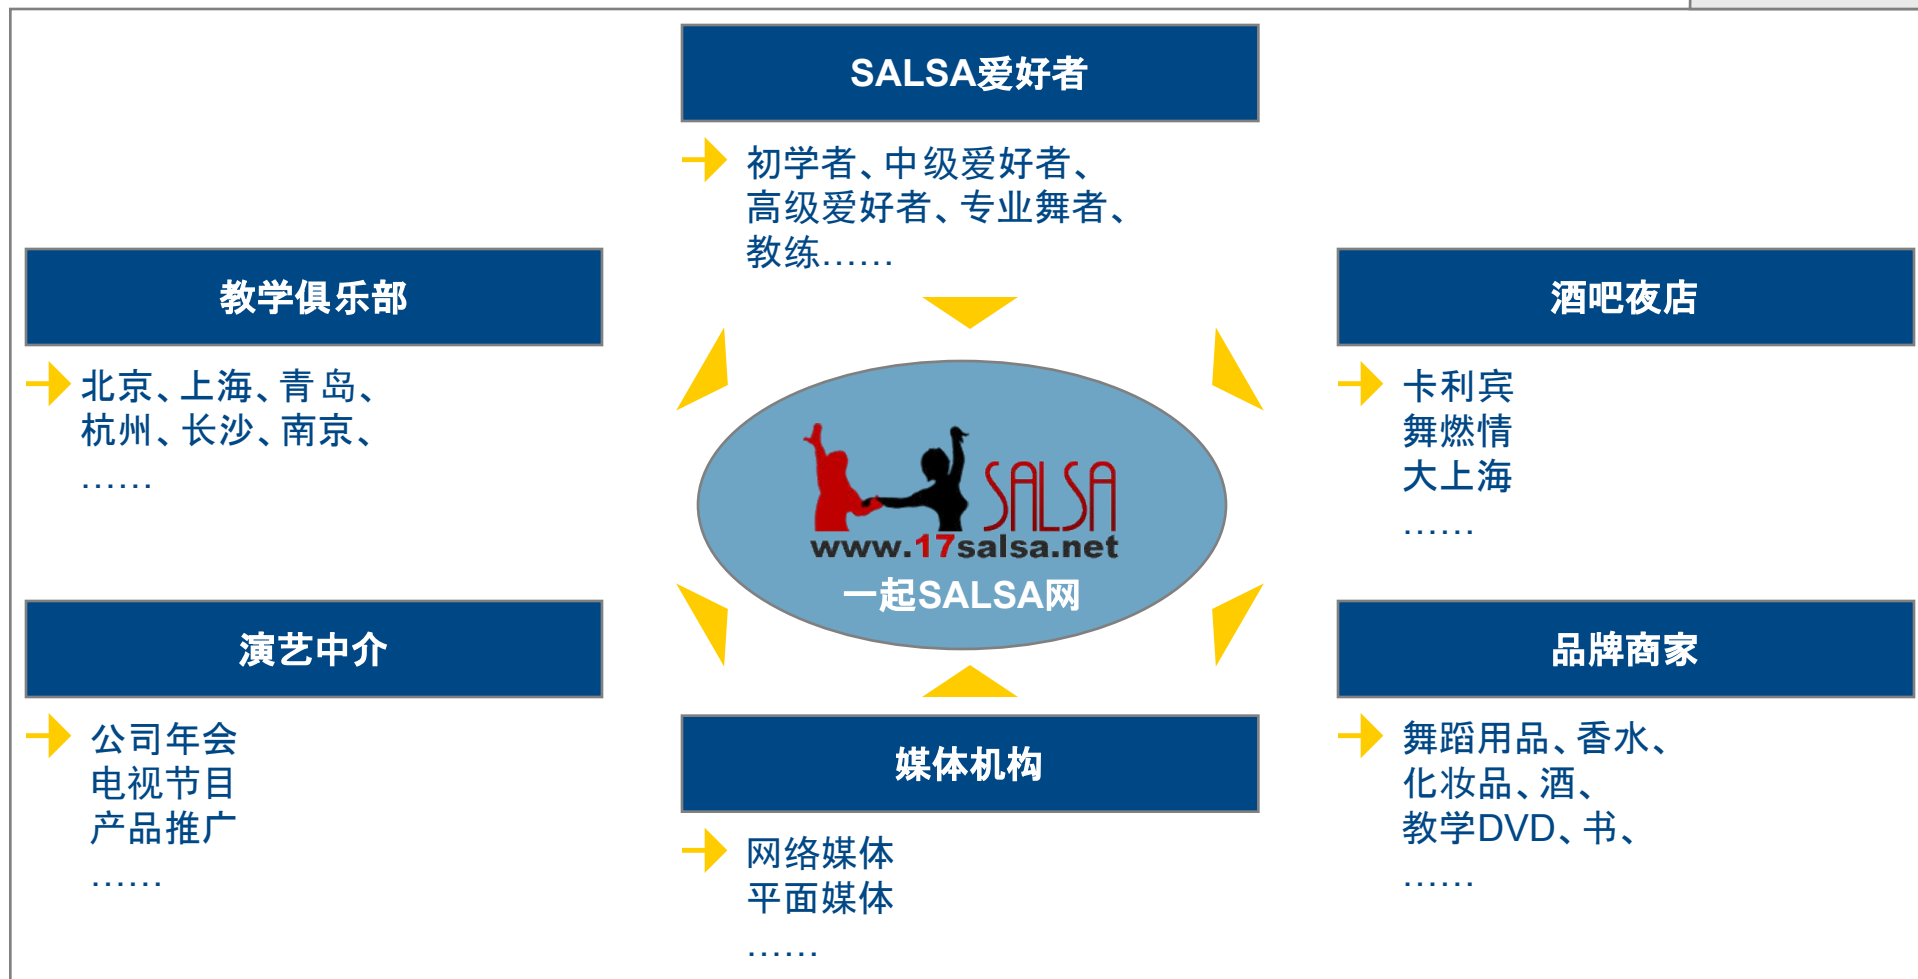 SALSA爱好者
初学者、中级爱好者、
高级爱好者、专业舞者、
教练……
教学俱乐部
北京、上海、青岛、
杭州、长沙、南京、
……
酒吧夜店
卡利宾
舞燃情
大上海
……
SALSA
www.17salsa.net
一起SALSA网
演艺中介
公司年会
电视节目
产品推广
……
媒体机构
网络媒体
平面媒体
……
品牌商家
舞蹈用品、香水、
化妆品、酒、
教学DVD、书、
……